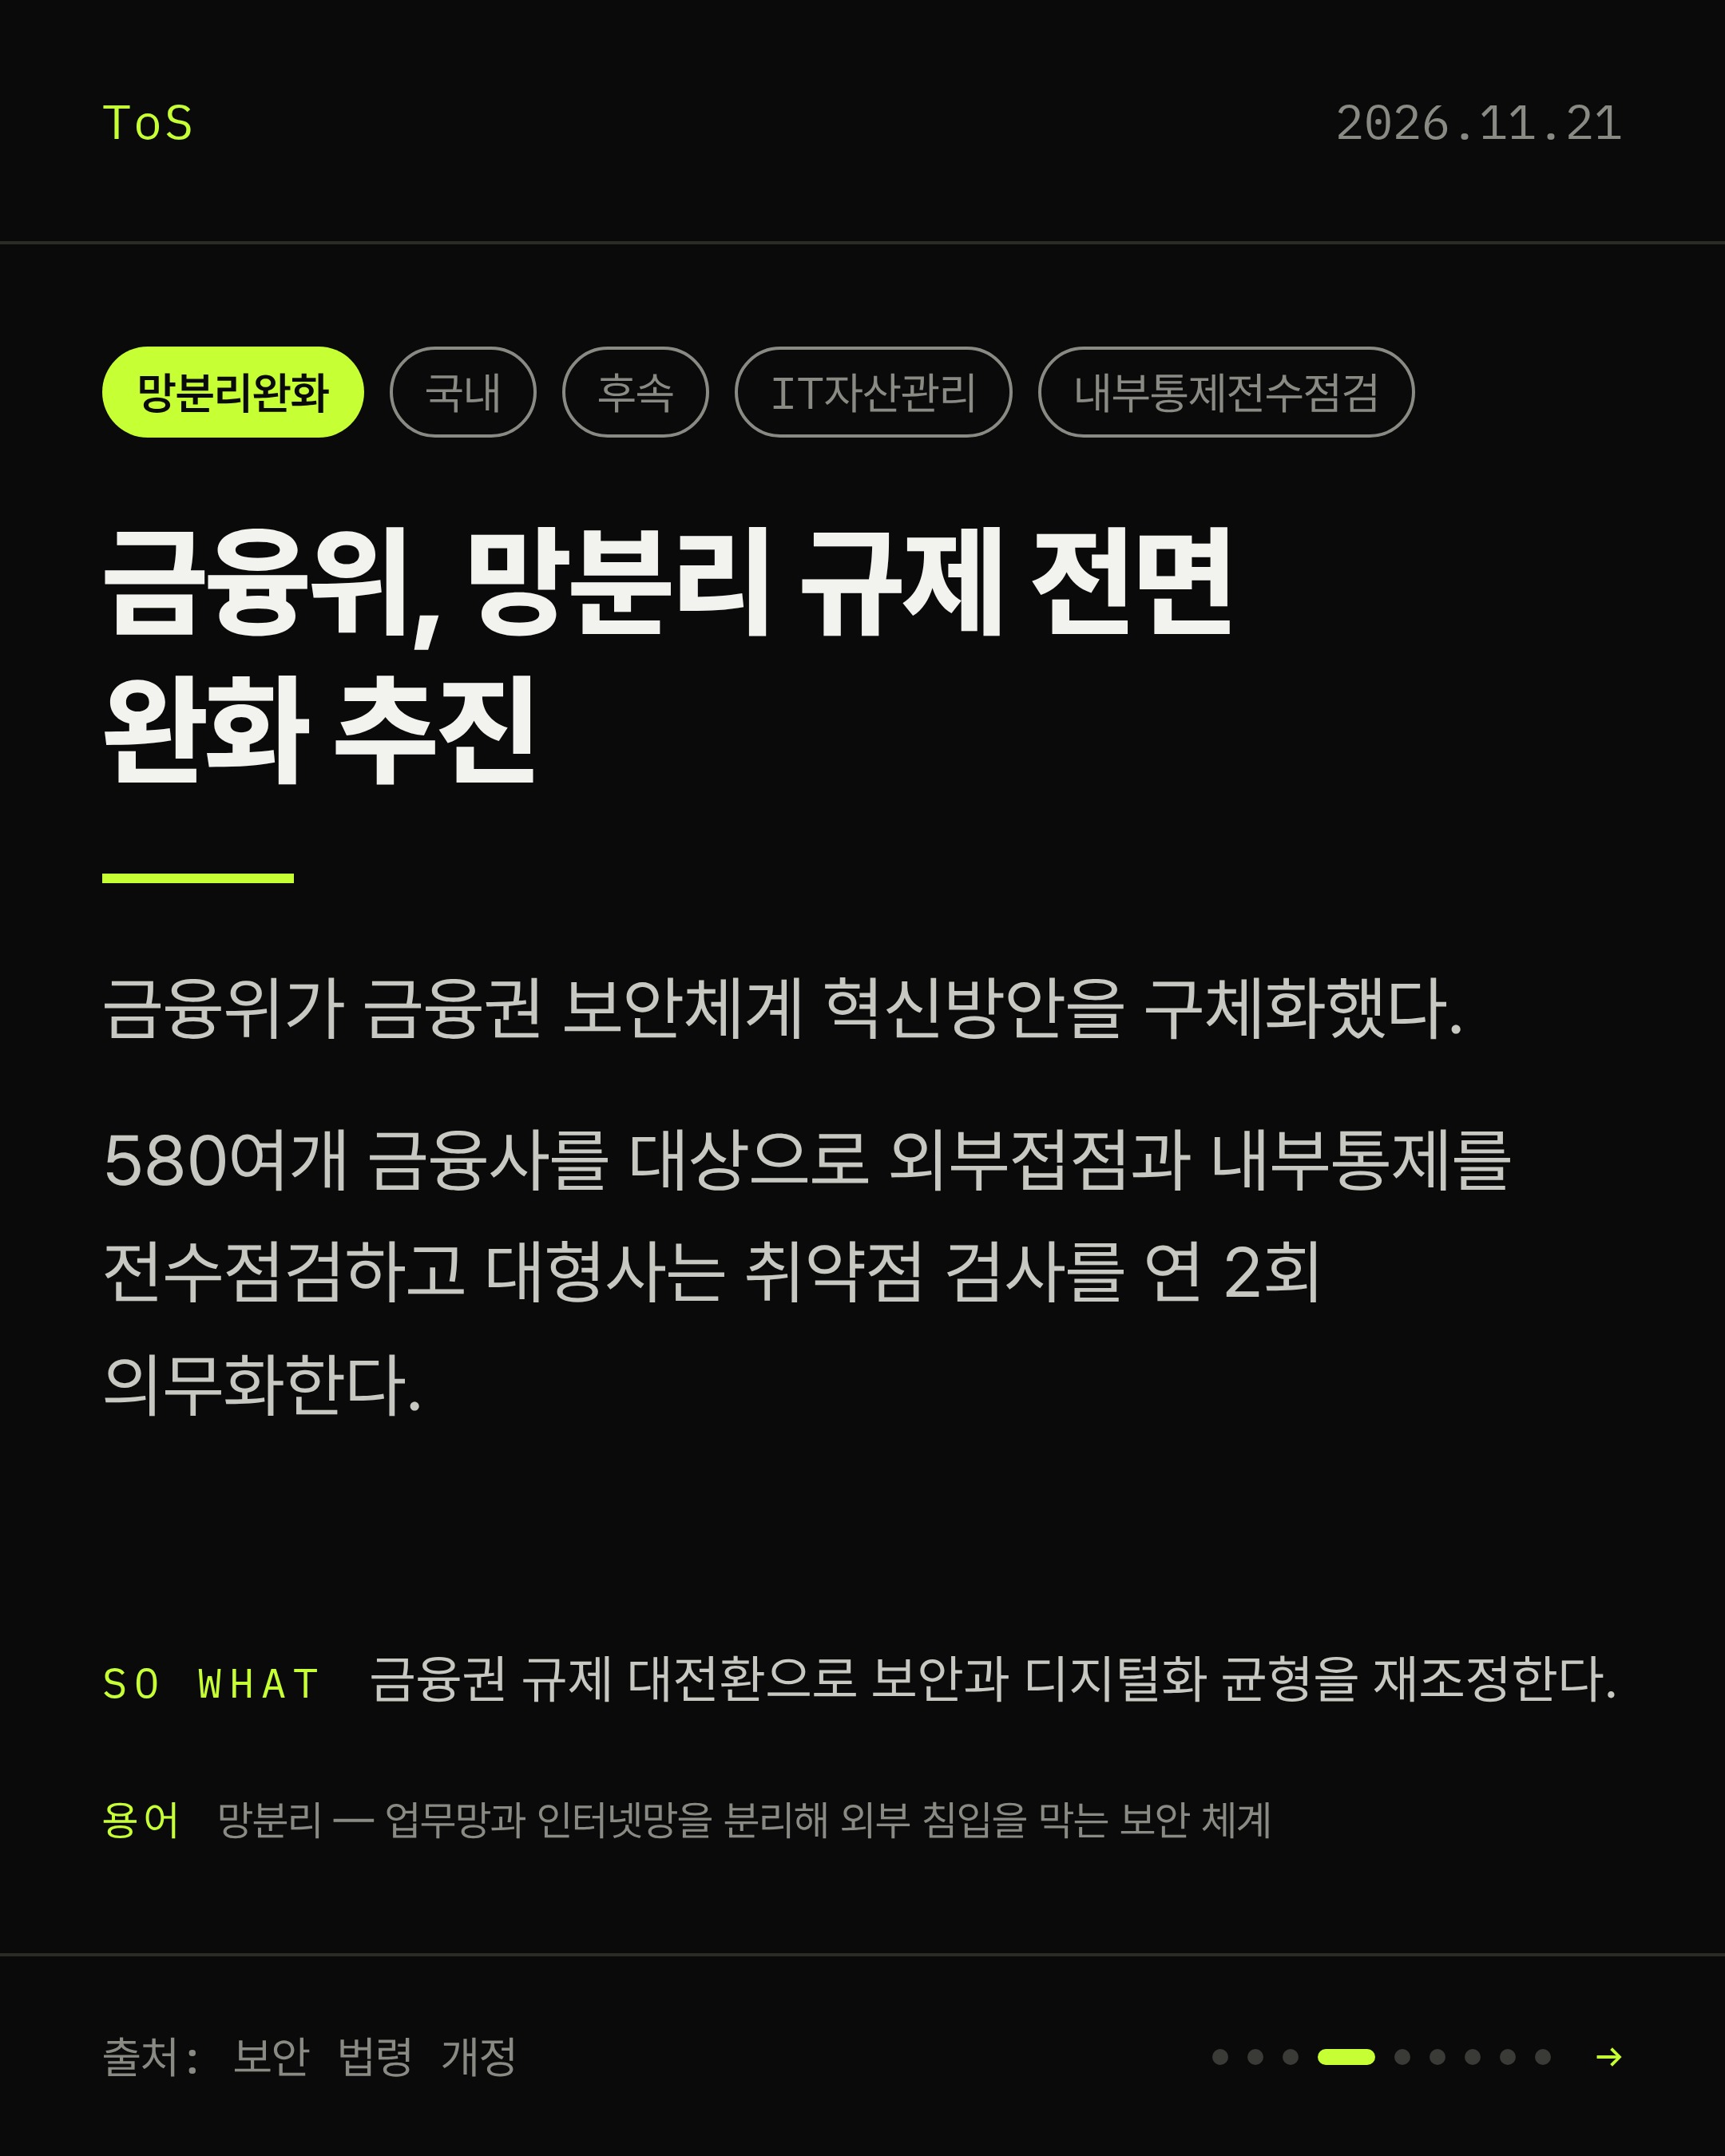 ToS
2026.11.21
망분리완화 국내 후속 IT자산관리 내부통제전수점검
금융위, 망분리 규제 전면
완화 추진
금융위가 금융권 보안체계 혁신방안을 구체화했다.
580여개 금융사를 대상으로 외부접점과 내부통제를
전수점검하고 대형사는 취약점 검사를 연 2회
의무화한다.
SO WHAT 금융권 규제 대전환으로 보안과 디지털화 균형을 재조정한다.
용어 망분리 — 업무망과 인터넷망을 분리해 외부 침입을 막는 보안 체계
출처: 보안 법령 개정 →